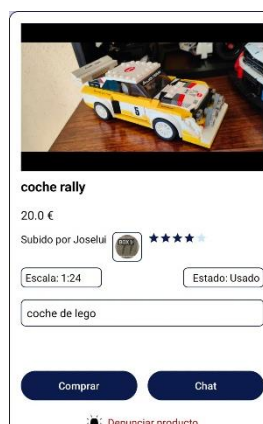 coche rally
20.0 €
Subido por Joselui
Escala: 1:24 Estado: Usado
coche de lego
Comprar Chat
Denunciar producto